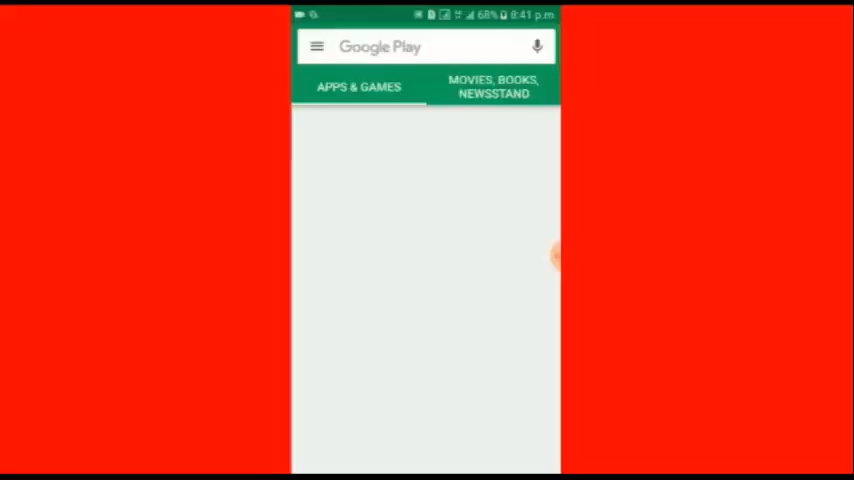 68% 8:41 p.m
Google Play
APPS & GAMES
MOVIES, BOOKS,
NEWSSTAND